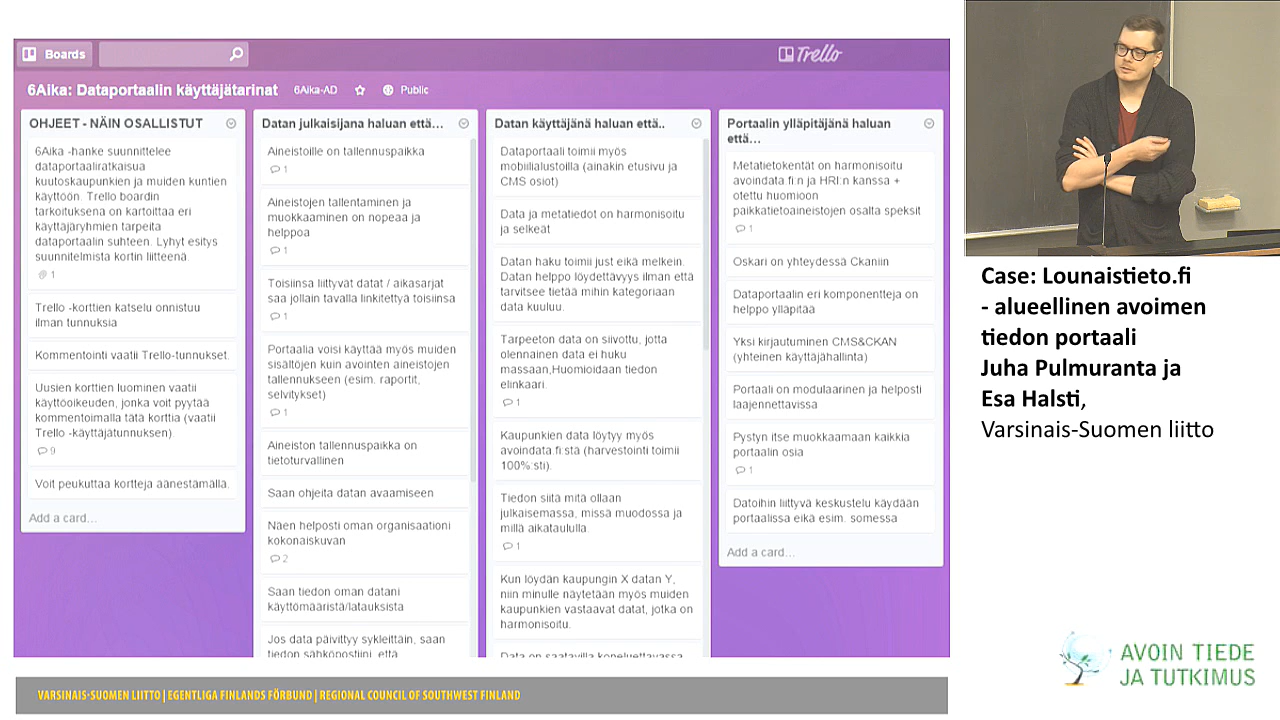 Boards
Trello
6Aika: Dataportaalin käyttäjätarinat
6Aika-AD
Public
OHJEET - NÄIN OSALLISTUT
6Aika -hanke suunnittelee
dataportaaliratkaisua
kuutoskaupunkien ja muiden kuntien
käyttöön. Trello boardin
tarkoituksena on kartoittaa eri
käyttäjäryhmien tarpeita
dataportaalin suhteen. Lyhyt esitys
suunnitelmista kortin liitteenä.
1
Trello -korttien katselu onnistuu
ilman tunnuksia
Kommentointi vaatii Trello-tunnukset.
Uusien korttien luominen vaatii
käyttöoikeuden, jonka voit pyytää
kommentoimalla tätä korttia (vaatii
Trello -käyttäjätunnuksen).
9
Voit peukuttaa kortteja äänestämällä.
Add a card...
Datan julkaisijana haluan että...
Aineistoille on tallennuspaikka
1
Aineistojen tallentaminen ja
muokkaaminen on nopeaa ja
helppoa
1
Toisiinsa liittyvät datat / aikasarjat
saa jollain tavalla linkitettyä toisiinsa
1
Portaalia voisi käyttää myös muiden
sisältöjen kuin avointen aineistojen
tallennukseen (esim. raportit,
selvitykset)
1
Aineiston tallennuspaikka on
tietoturvallinen
Saan ohjeita datan avaamiseen
Näen helposti oman organisaationi
kokonaiskuvan
2
Saan tiedon oman datani
käyttömääristä/latauksista
Jos data päivittyy sykleittäin, saan
tiedon sähköpostiini, että
Datan käyttäjänä haluan että..
Dataportaali toimii myös
mobiilialustoilla (ainakin etusivu ja
CMS osiot)
Data ja metatiedot on harmonisoitu
ja selkeät
Datan haku toimii just eikä melkein.
Datan helppo löydettävyys ilman että
tarvitsee tietää mihin kategoriaan
data kuuluu.
Tarpeeton data on siivottu, jotta
olennainen data ei huku
massaan,Huomioidaan tiedon
elinkaari.
1
Kaupunkien data löytyy myös
avoindata.fi:stä (harvestointi toimii
100%:sti).
Tiedon siitä mitä ollaan
julkaisemassa, missä muodossa ja
millä aikataululla.
1
Kun löydän kaupungin X datan Y,
niin minulle näytetään myös muiden
kaupunkien vastaavat datat, jotka on
harmonisoitu.
Data on saatavilla koneluettavassa
Portaalin ylläpitäjänä haluan
että...
Metatietokentät on harmonisoitu
avoindata.fi:n ja HRI:n kanssa +
otettu huomioon
paikkatietoaineistojen osalta speksit
1
Oskari on yhteydessä Ckaniin
Dataportaalin eri komponentteja on
helppo ylläpitää
Yksi kirjautuminen CMS&CKAN
(yhteinen käyttäjähallinta)
Portaali on modulaarinen ja helposti
laajennettavissa
Pystyn itse muokkaamaan kaikkia
portaalin osia
1
Datoihin liittyvä keskustelu käydään
portaalissa eikä esim. somessa
Add a card...
VARSINAIS-SUOMEN LIITTO | EGENTLIGA FINLANDS FÖRBUND | REGIONAL COUNCIL OF SOUTHWEST FINLAND
Case: Lounaistieto.fi
- alueellinen avoimen
tiedon portaali
Juha Pulmuranta ja
Esa Halsti,
Varsinais-Suomen liitto
AVOIN TIEDE
JA TUTKIMUS